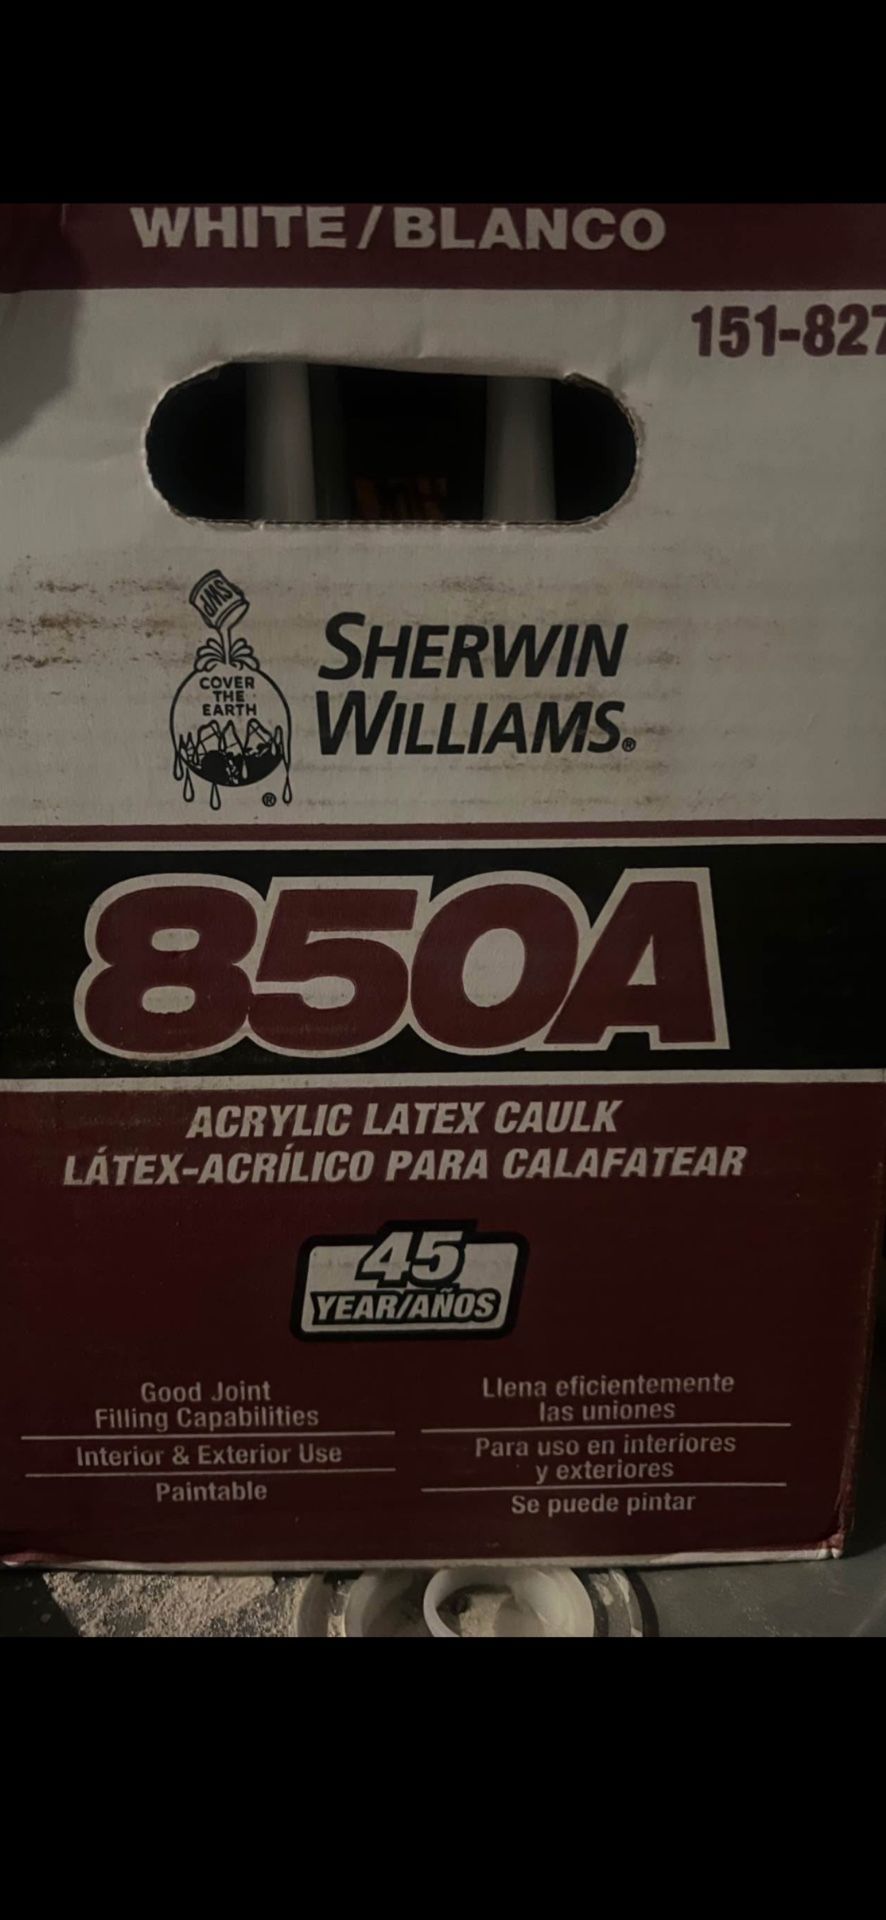 WHITE/BLANCO
151-827
SWP
COVER
THE
EARTH
®
SHERWIN
WILLIAMS®
850A
ACRYLIC LATEX CAULK
LÁTEX-ACRÍLICO PARA CALAFATEAR
45
YEAR/AÑOS
Good Joint
Filling Capabilities
Interior & Exterior Use
Paintable
Llena eficientemente
las uniones
Para uso en interiores
y exteriores
Se puede pintar